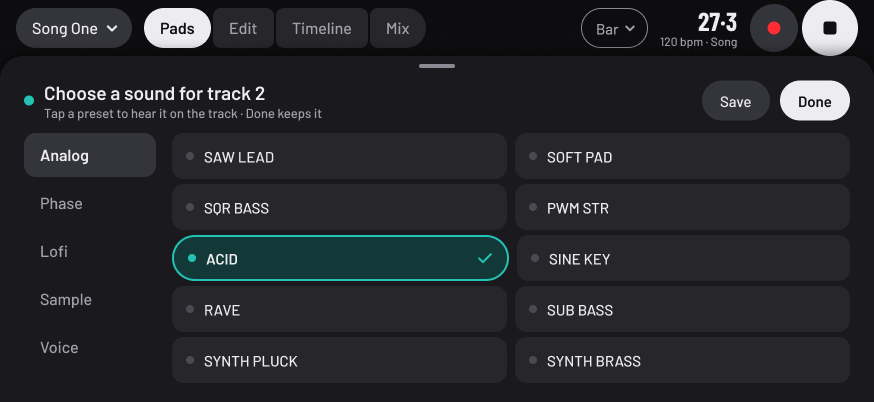 Song One
Pads
Edit
Timeline
Mix
Bar
27·3
120 bpm · Song
Choose a sound for track 2
Tap a preset to hear it on the track · Done keeps it
Save
Done
Analog
Phase
Lofi
Sample
Voice
SAW LEAD
SOFT PAD
SQR BASS
PWM STR
ACID
SINE KEY
RAVE
SUB BASS
SYNTH PLUCK
SYNTH BRASS